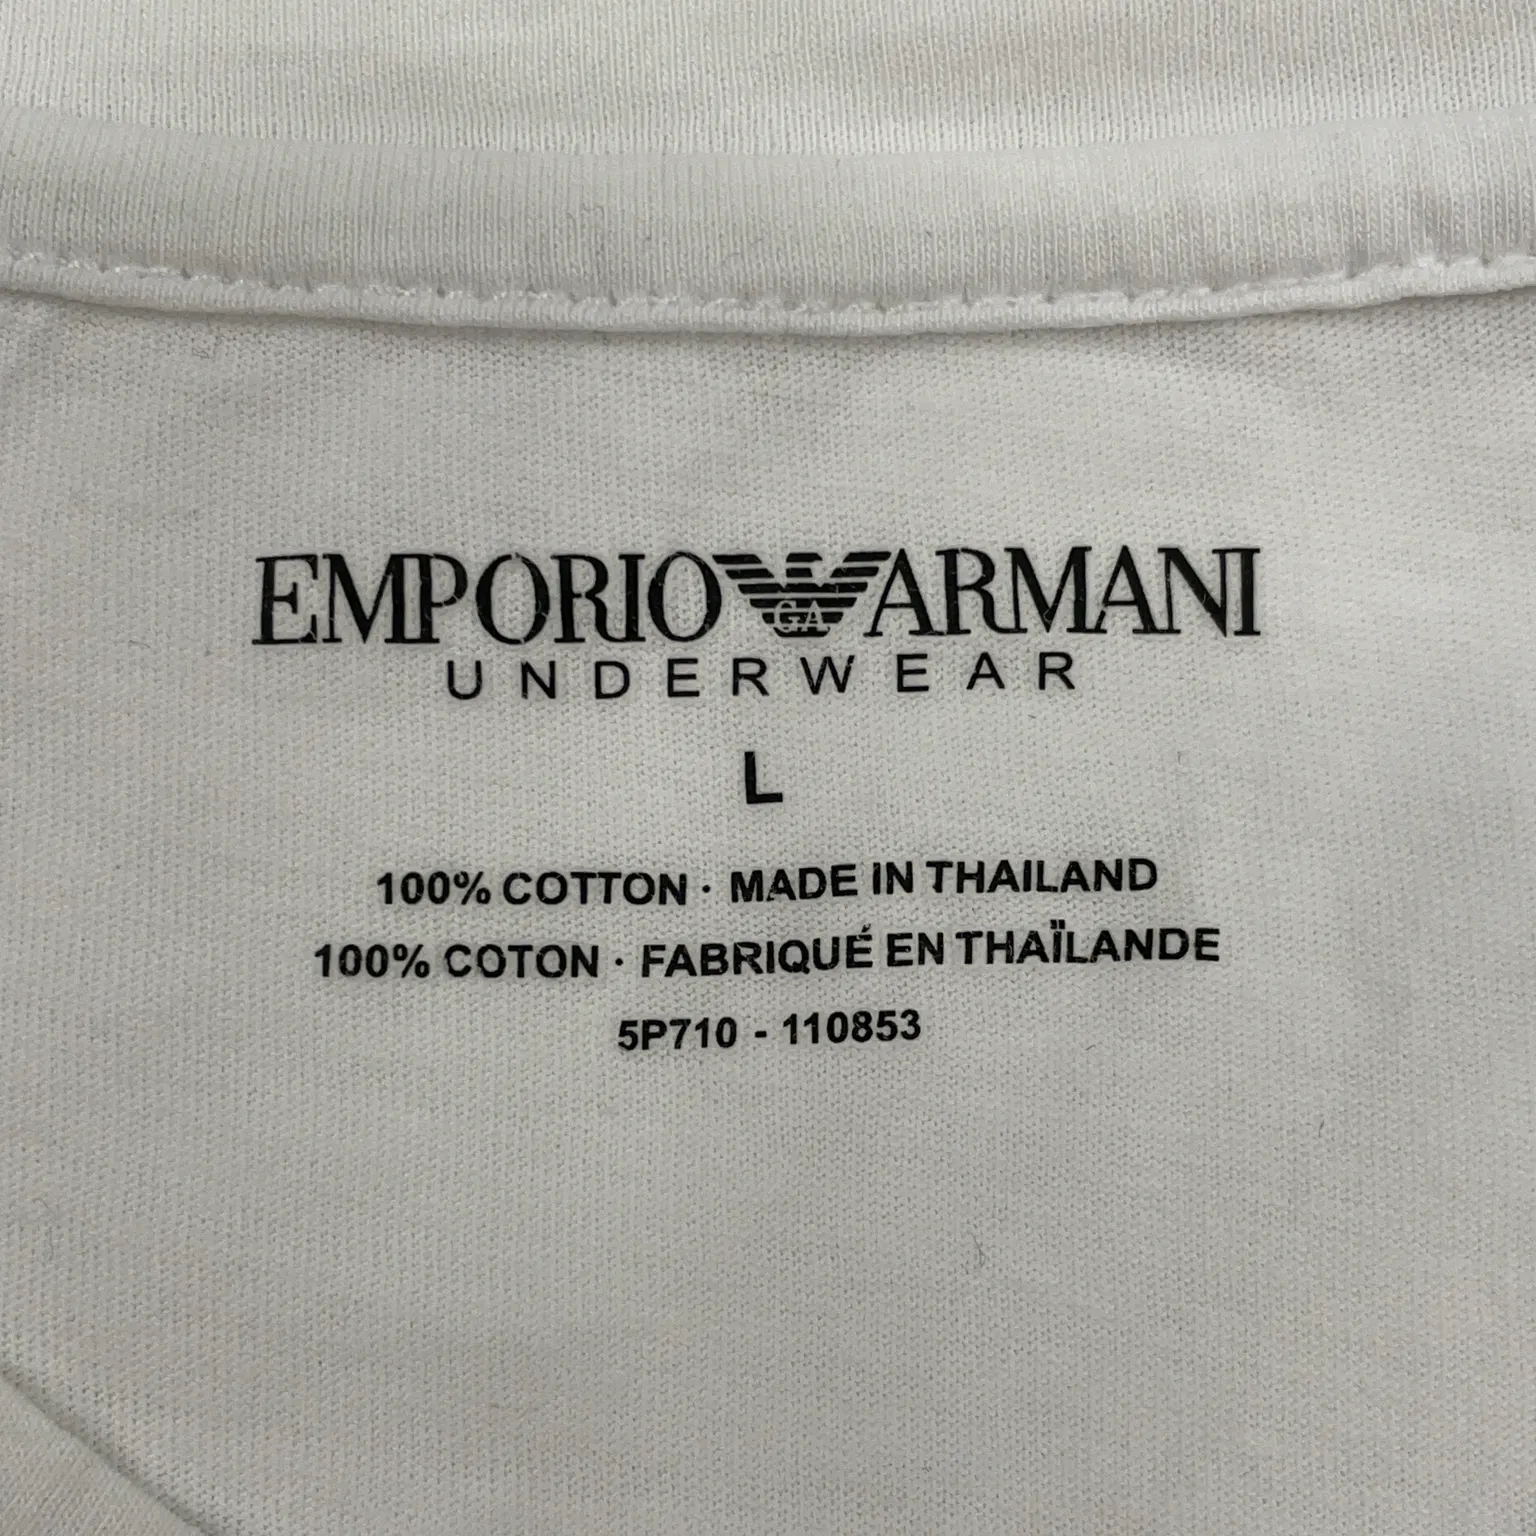 EMPORIO GA ARMANI
UNDERWEAR
L
100% COTTON · MADE IN THAILAND
100% COTON · FABRIQUÉ EN THAÏLANDE
5P710 - 110853